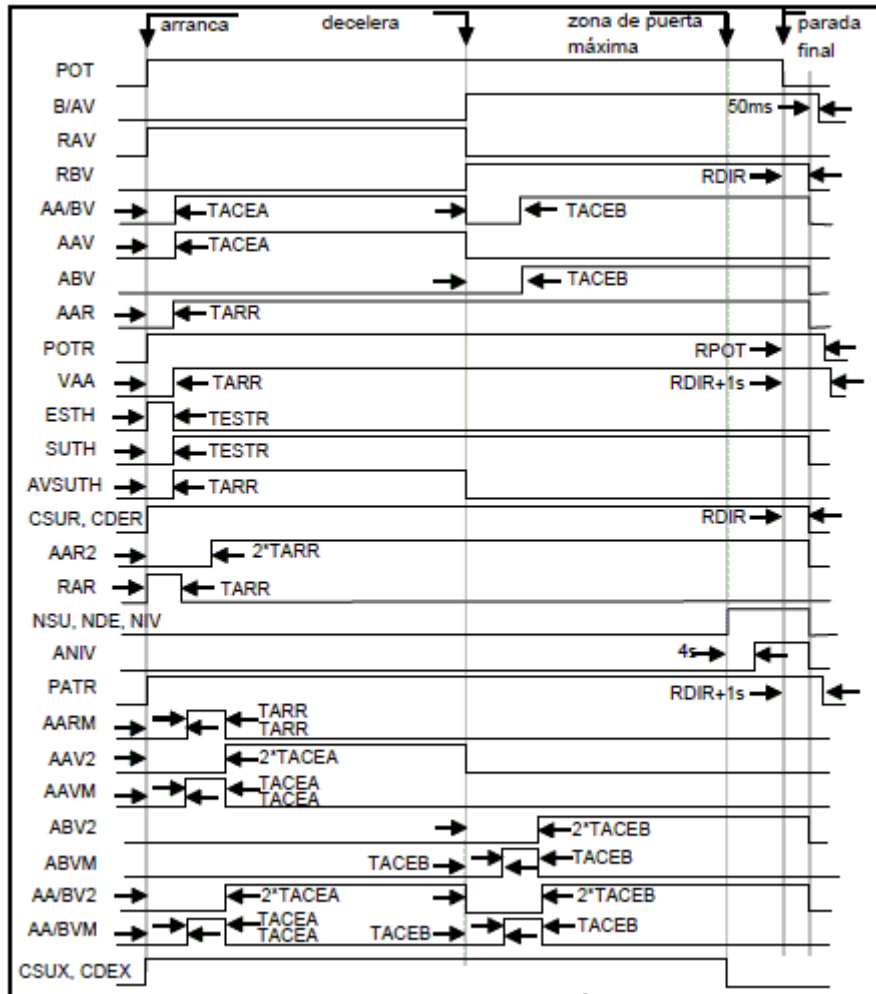 arranca decelera zona de puerta máxima parada final
POT
B/AV 50ms
RAV
RBV RDIR
AA/BV TACEA TACEB
AAV TACEA
ABV TACEB
AAR TARR
POTR RPOT
VAA TARR RDIR+1s
ESTH TESTR
SUTH TESTR
AVSUTH TARR
CSUR, CDER RDIR
AAR2 2*TARR
RAR TARR
NSU, NDE, NIV
ANIV 4s
PATR RDIR+1s
AARM TARR
TARR
AAV2 2*TACEA
AAVM TACEA
TACEA
ABV2 2*TACEB
ABVM TACEB TACEB
AA/BV2 2*TACEA 2*TACEB
AA/BVM TACEA
TACEA TACEB TACEB
CSUX, CDEX